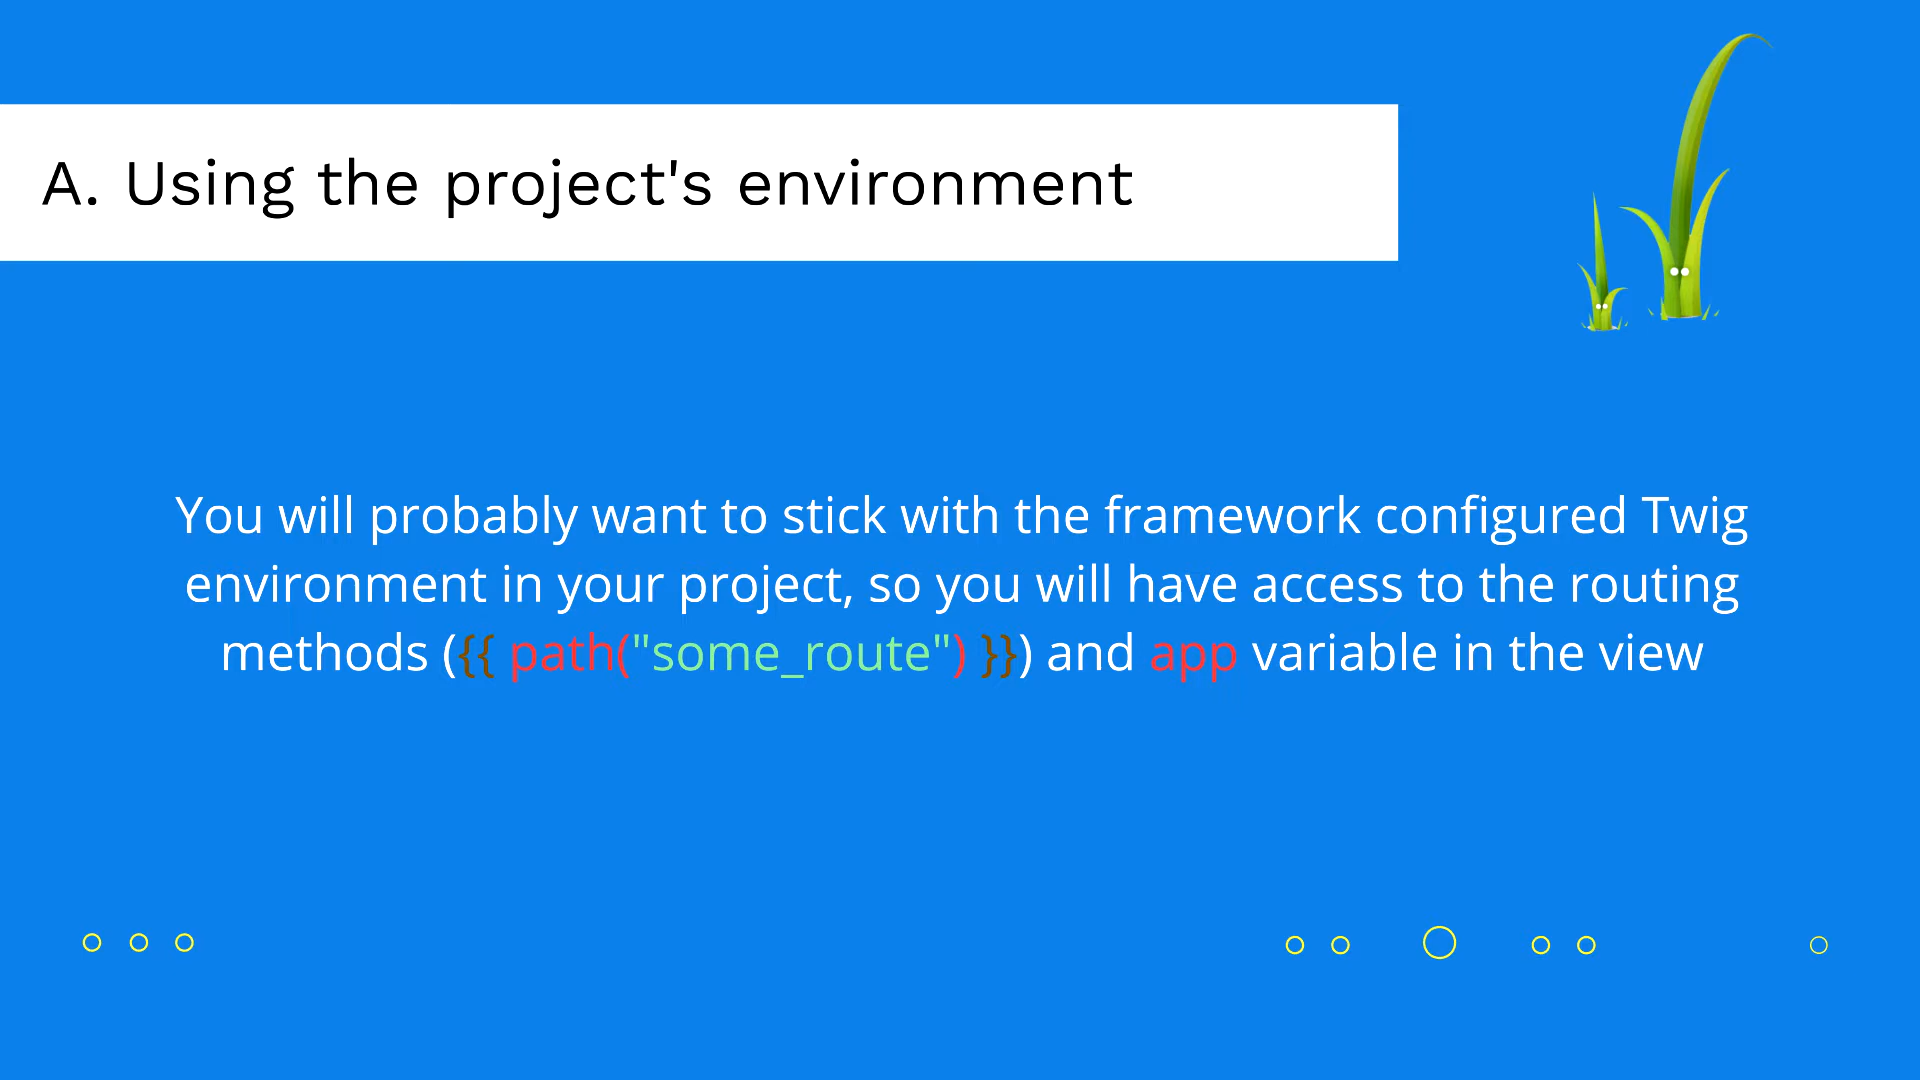 A. Using the project's environment
You will probably want to stick with the framework configured Twig
environment in your project, so you will have access to the routing
methods ({{ path("some_route") }}) and app variable in the view